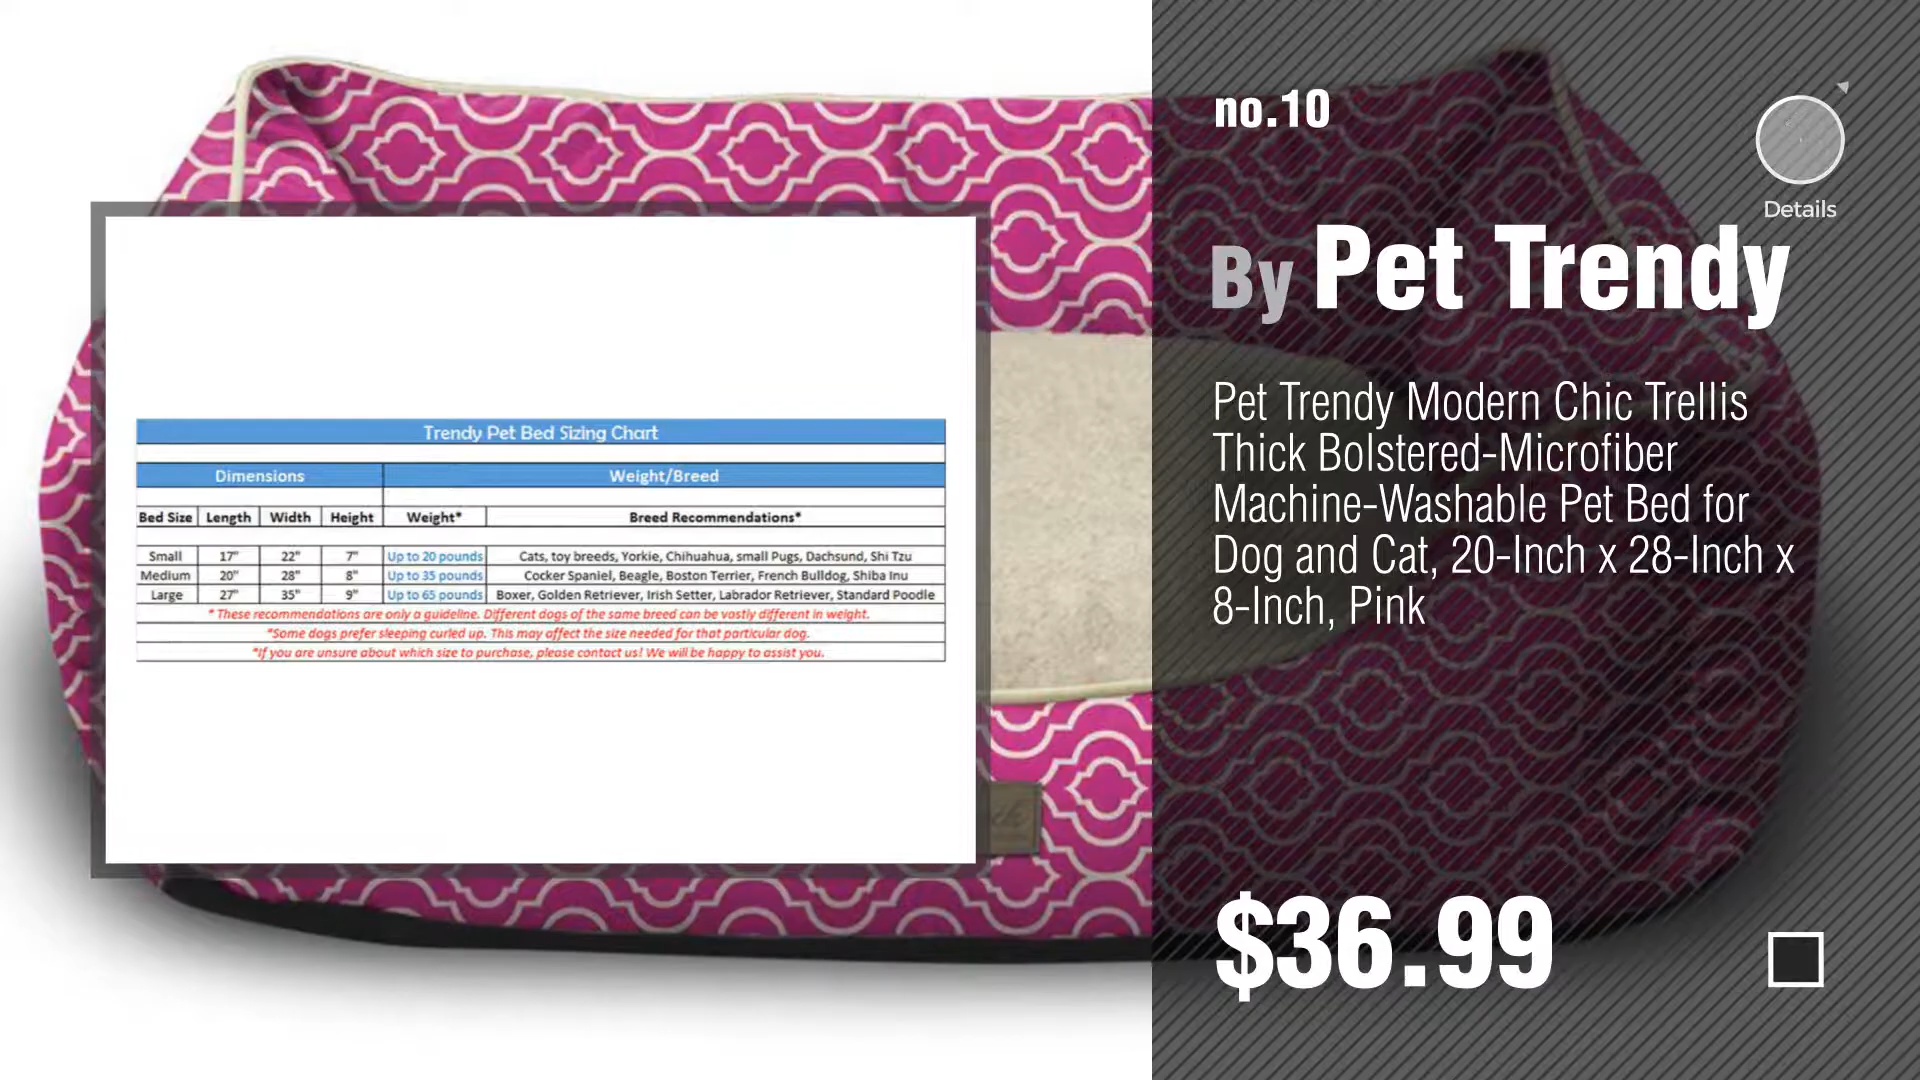 no.10
Details
By Pet Trendy
Pet Trendy Modern Chic Trellis
Thick Bolstered-Microfiber
Machine-Washable Pet Bed for
Dog and Cat, 20-Inch x 28-Inch x
8-Inch, Pink
$36.99
Trendy Pet Bed Sizing Chart
Dimensions Weight/Breed
Bed Size Length Width Height Weight* Breed Recommendations*
Small 17" 22" 7" Up to 20 pounds Cats, toy breeds, Yorkie, Chihuahua, small Pugs, Dachsund, Shi Tzu
Medium 20" 28" 8" Up to 35 pounds Cocker Spaniel, Beagle, Boston Terrier, French Bulldog, Shiba Inu
Large 27" 35" 9" Up to 65 pounds Boxer, Golden Retriever, Irish Setter, Labrador Retriever, Standard Poodle
* These recommendations are only a guideline. Different dogs of the same breed can be vastly different in weight.
*Some dogs prefer sleeping curled up. This may affect the size needed for that particular dog.
*If you are unsure about which size to purchase, please contact us! We will be happy to assist you.